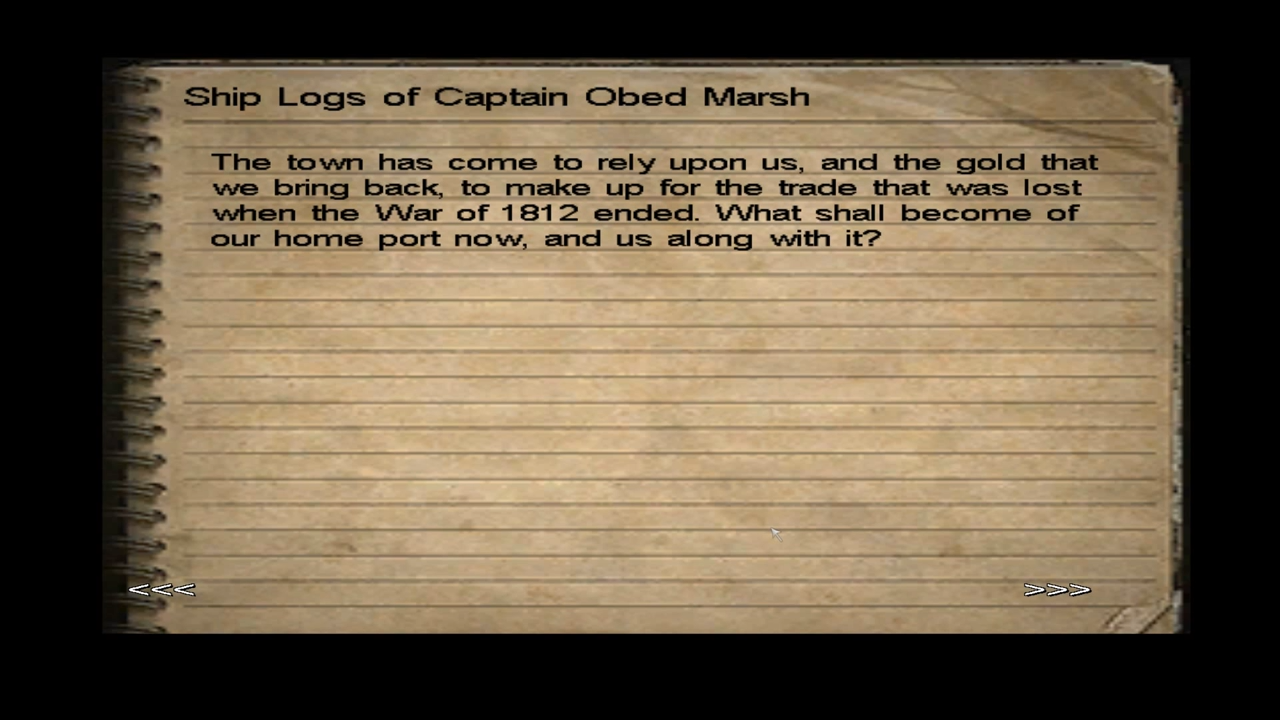 Ship Logs of Captain Obed Marsh
The town has come to rely upon us, and the gold that
we bring back, to make up for the trade that was lost
when the War of 1812 ended. What shall become of
our home port now, and us along with it?
<<< >>>